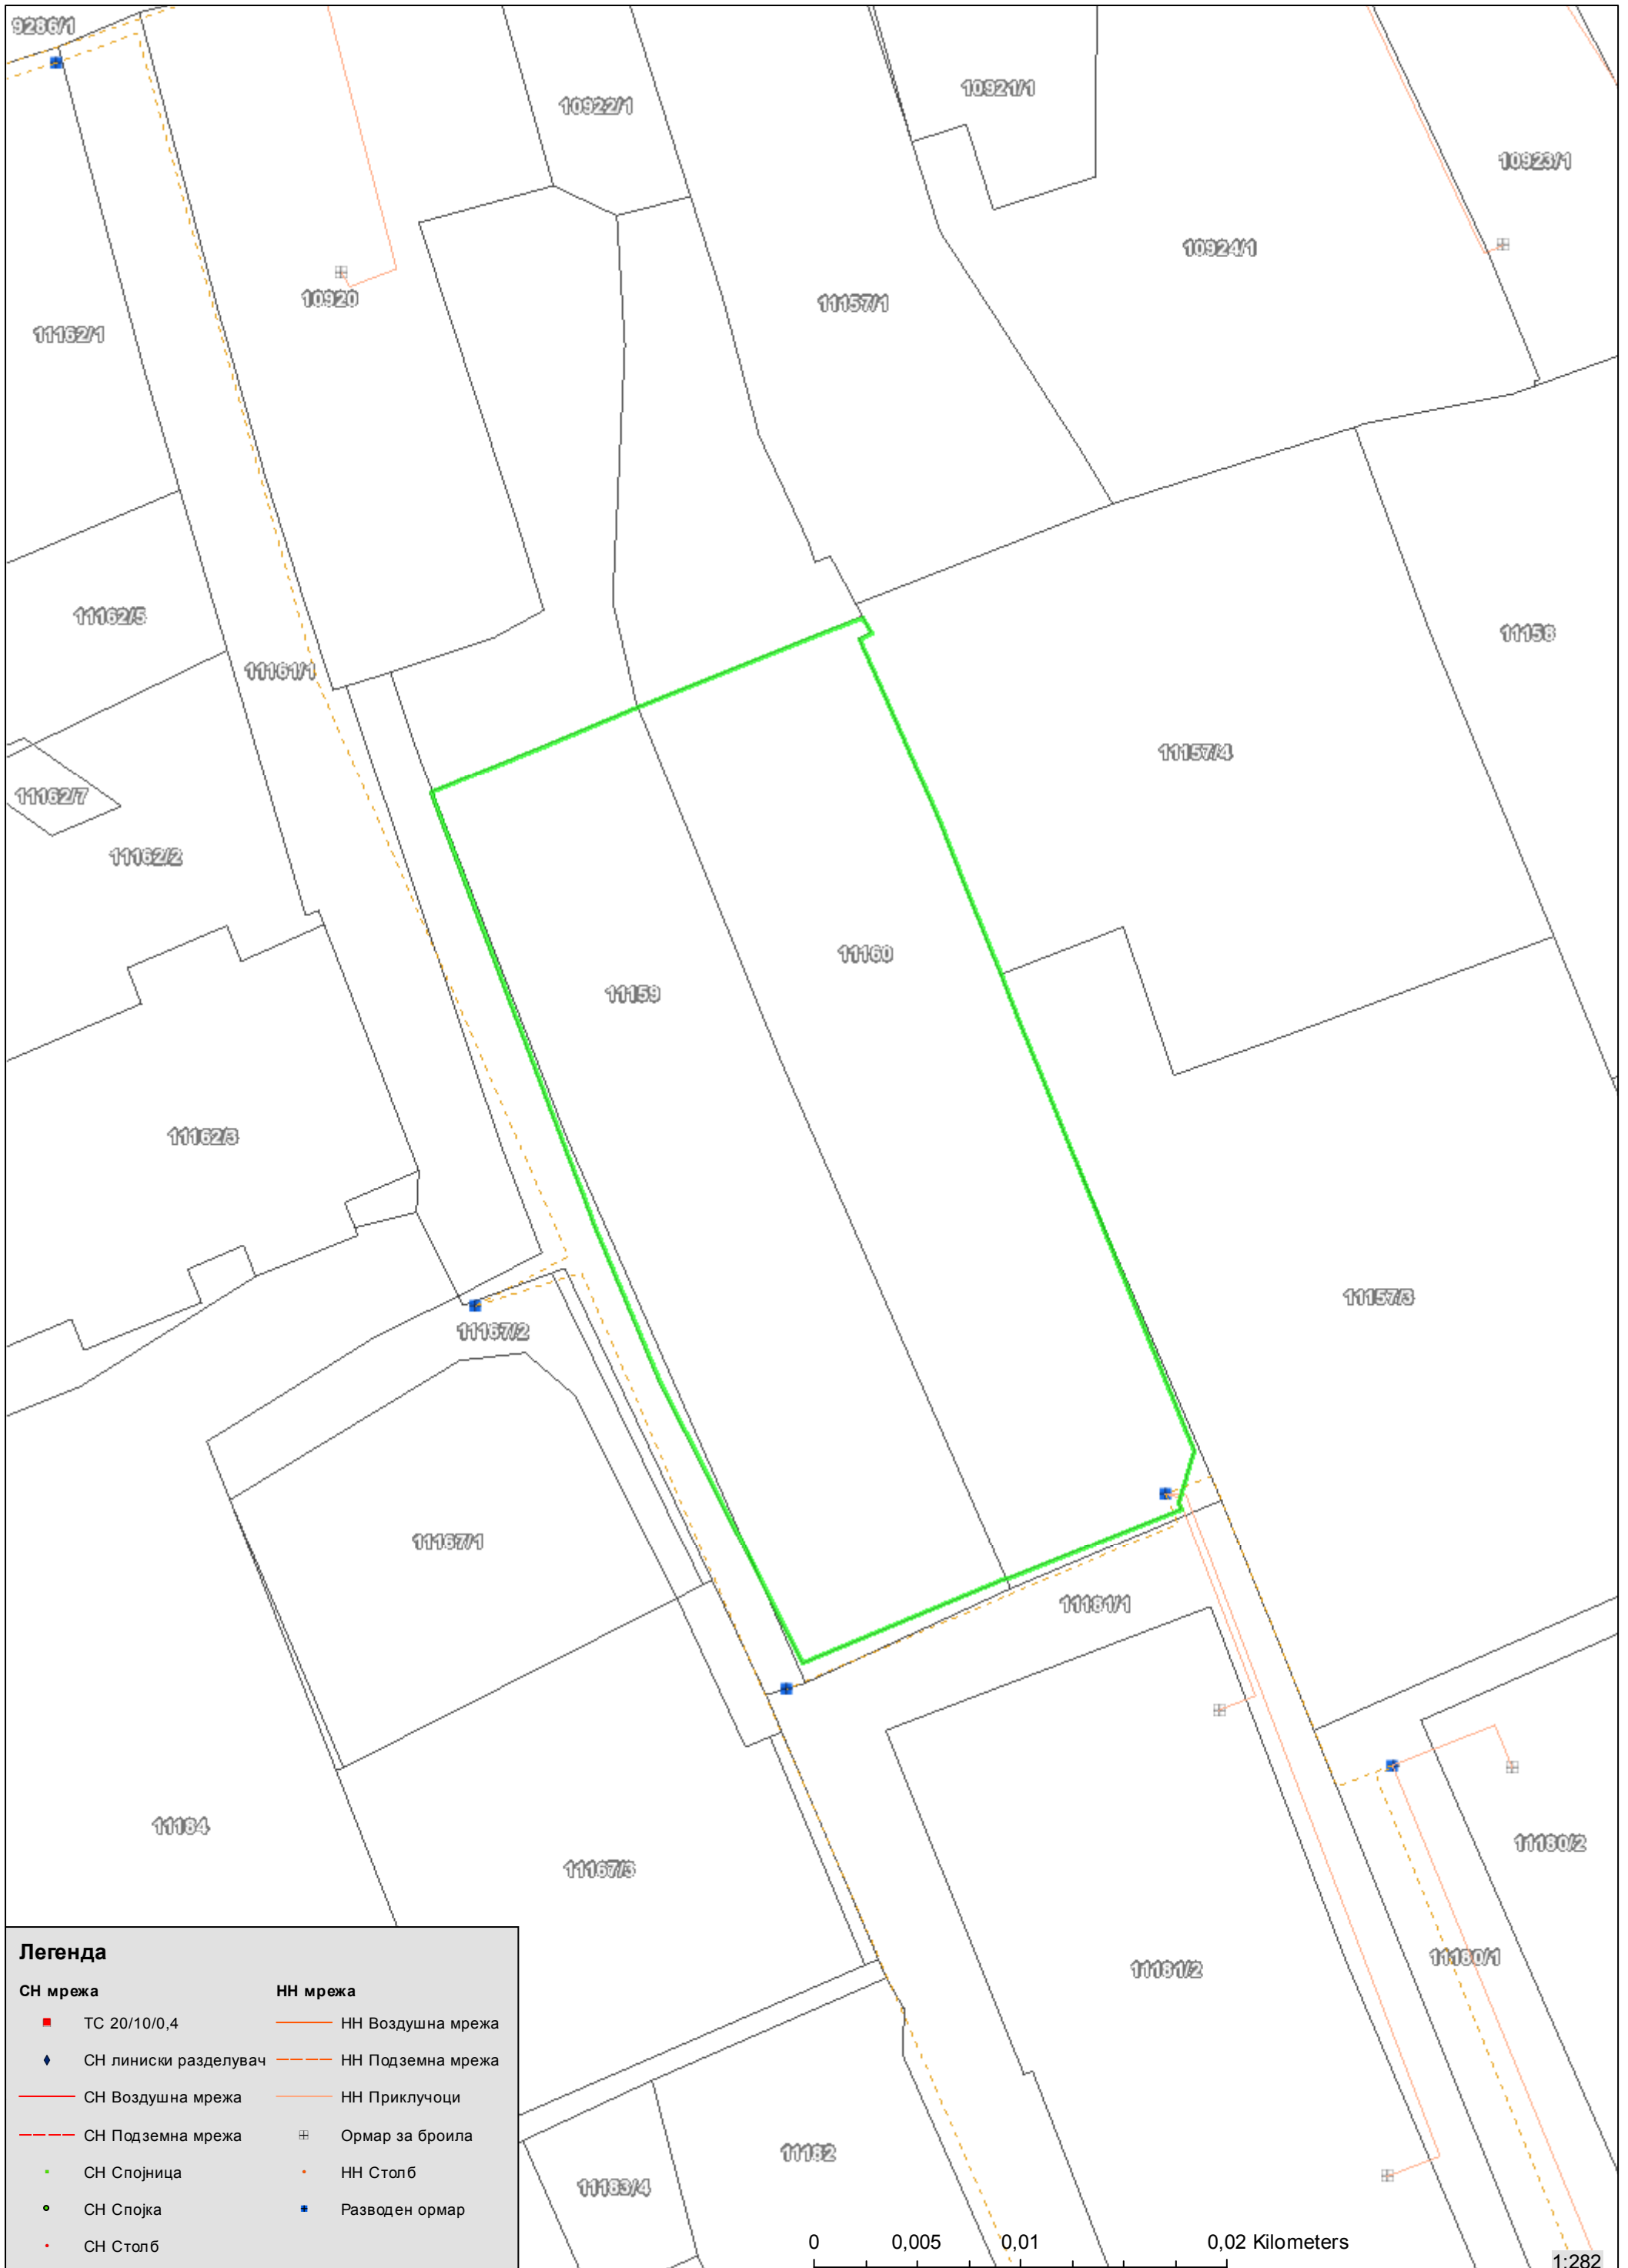 9286/1
10922/1
10921/1
10923/1
10924/1
10920
11157/1
11162/1
11162/5
11158
11161/1
11157/4
11162/7
11162/2
11160
11159
11162/3
11157/3
11167/2
11167/1
11181/1
11184
11180/2
11167/3
11180/1
11181/2
11182
11183/4
Легенда
СН мрежа
ТС 20/10/0,4
СН линиски разделувач
СН Воздушна мрежа
СН Подземна мрежа
СН Спојница
СН Спојка
СН Столб
НН мрежа
НН Воздушна мрежа
НН Подземна мрежа
НН Приклучоци
Ормар за броила
НН Столб
Разводен ормар
0 0,005 0,01 0,02 Kilometers
1:282